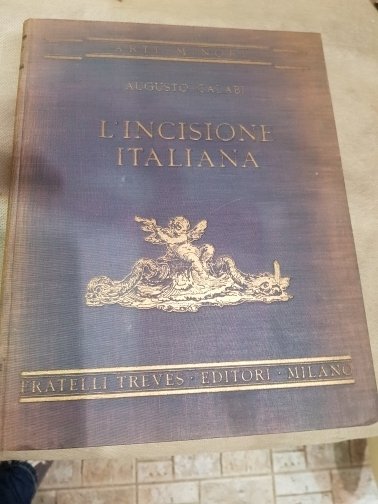 ARTI MINORI
AUGUSTO CALABI
L'INCISIONE
ITALIANA
FRATELLI TREVES · EDITORI · MILANO